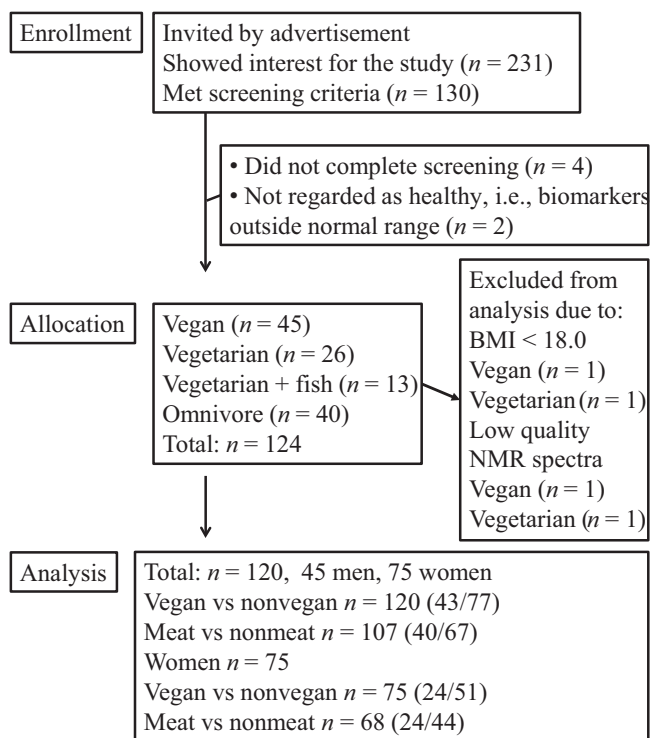 Enrollment
Invited by advertisement
Showed interest for the study (n = 231)
Met screening criteria (n = 130)
• Did not complete screening (n = 4)
• Not regarded as healthy, i.e., biomarkers
outside normal range (n = 2)
Allocation
Vegan (n = 45)
Vegetarian (n = 26)
Vegetarian + fish (n = 13)
Omnivore (n = 40)
Total: n = 124
Excluded from
analysis due to:
BMI < 18.0
Vegan (n = 1)
Vegetarian (n = 1)
Low quality
NMR spectra
Vegan (n = 1)
Vegetarian (n = 1)
Analysis
Total: n = 120, 45 men, 75 women
Vegan vs nonvegan n = 120 (43/77)
Meat vs nonmeat n = 107 (40/67)
Women n = 75
Vegan vs nonvegan n = 75 (24/51)
Meat vs nonmeat n = 68 (24/44)